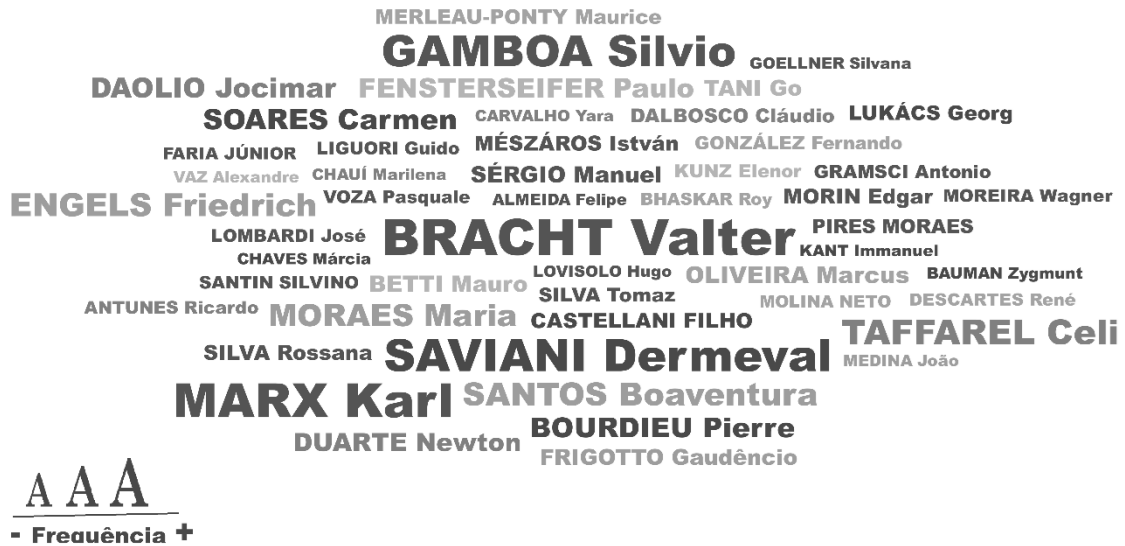 MERLEAU-PONTY Maurice
GAMBOA Silvio GOELLNER Silvana
DAOLIO Jocimar FENSTERSEIFER Paulo TANI Go
SOARES Carmen CARVALHO Yara DALBOSCO Cláudio LUKÁCS Georg
FARIA JÚNIOR LIGUORI Guido MÉSZÁROS István GONZÁLEZ Fernando
VAZ Alexandre CHAUÍ Marilena SÉRGIO Manuel KUNZ Elenor GRAMSCI Antonio
ENGELS Friedrich VOZA Pasquale ALMEIDA Felipe BHASKAR Roy MORIN Edgar MOREIRA Wagner
LOMBARDI José BRACHT Valter PIRES MORAES
CHAVES Márcia KANT Immanuel
SANTIN SILVINO BETTI Mauro LOVISOLO Hugo OLIVEIRA Marcus BAUMAN Zygmunt
ANTUNES Ricardo SILVA Tomaz MOLINA NETO DESCARTES René
MORAES Maria CASTELLANI FILHO TAFFAREL Celi
SILVA Rossana SAVIANI Dermeval MEDINA João
MARX Karl SANTOS Boaventura
DUARTE Newton BOURDIEU Pierre
FRIGOTTO Gaudêncio
A A A
- Frequência +